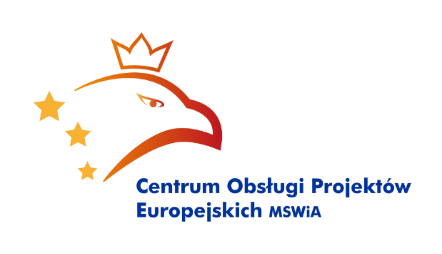 Centrum Obsługi Projektów
Europejskich MSWiA